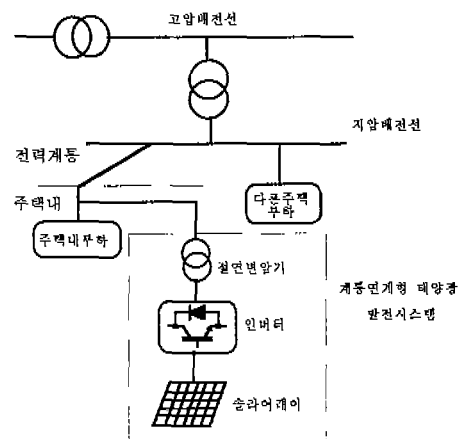 고압배전선
저압배전선
전력계통
주택내
다른주택
부하
주택내부하
절연변압기
계통연계형 태양광
발전시스템
인버터
솔라어레이